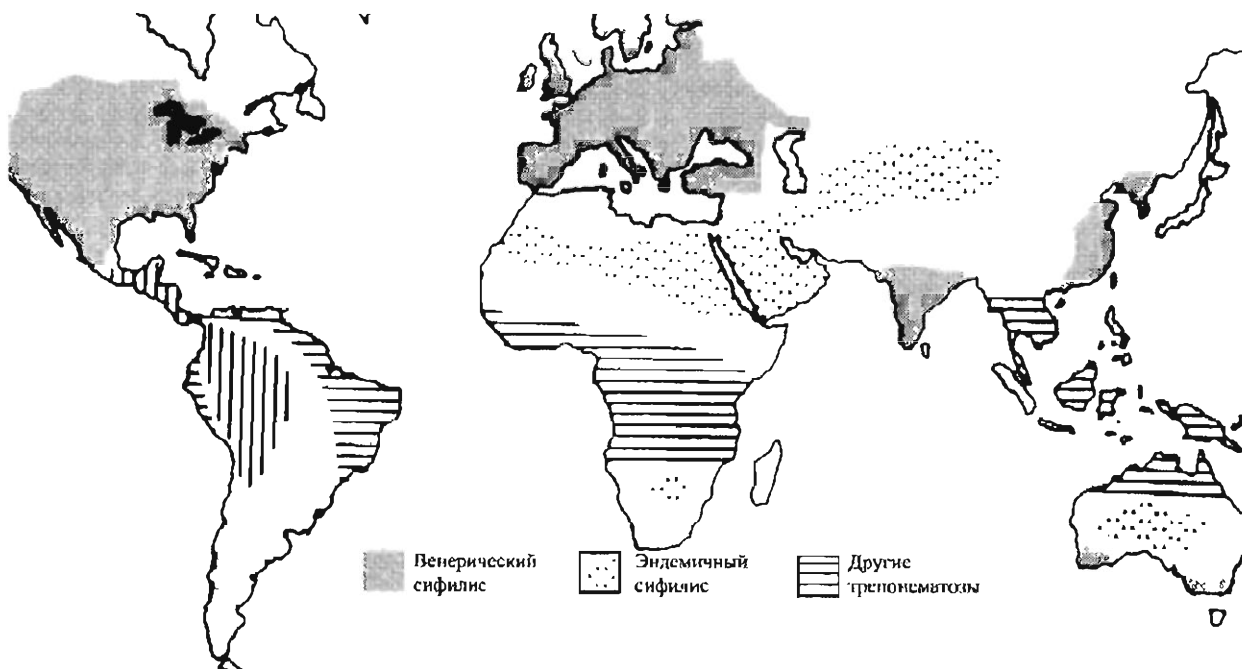 Венерический
сифилис
Эндемичный
сифилис
Другие
трепонематозы